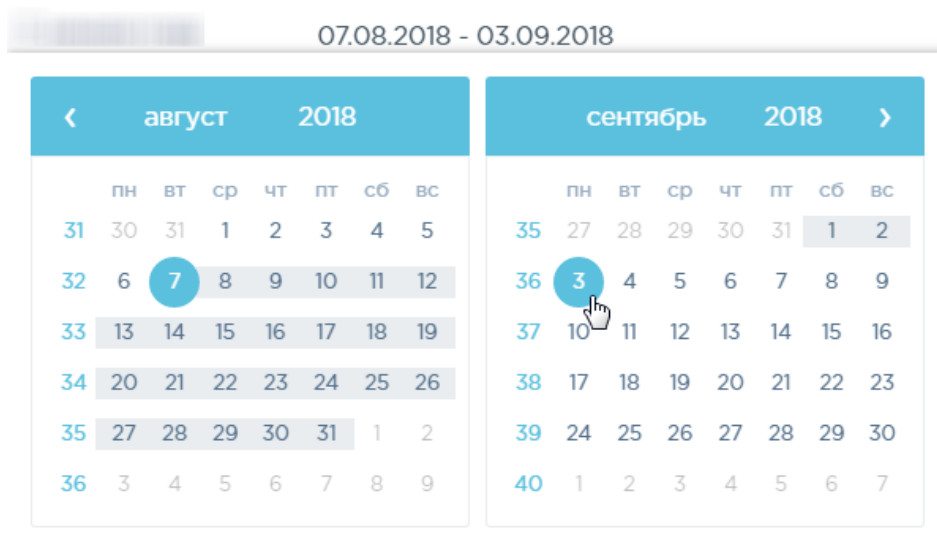 07.08.2018 - 03.09.2018
август 2018
пн вт ср чт пт сб вс
31 30 31 1 2 3 4 5
32 6 7 8 9 10 11 12
33 13 14 15 16 17 18 19
34 20 21 22 23 24 25 26
35 27 28 29 30 31 1 2
36 3 4 5 6 7 8 9
сентябрь 2018
пн вт ср чт пт сб вс
35 27 28 29 30 31 1 2
36 3 4 5 6 7 8 9
37 10 11 12 13 14 15 16
38 17 18 19 20 21 22 23
39 24 25 26 27 28 29 30
40 1 2 3 4 5 6 7